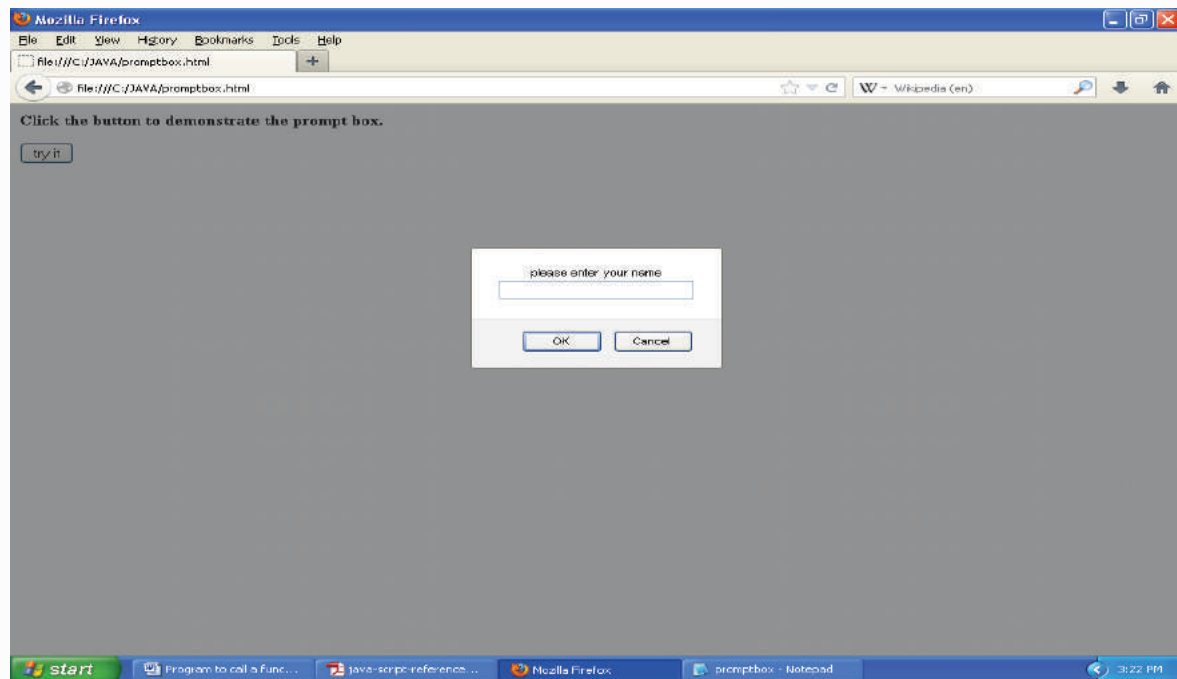 Mozilla Firefox
File Edit View History Bookmarks Tools Help
file:///C:/JAVA/promptbox.html +
file:///C:/JAVA/promptbox.html W - Wikipedia (en)
Click the button to demonstrate the prompt box.
try it
please enter your name
OK Cancel
start Program to call a func... java-script-reference... Mozilla Firefox promptbox - Notepad 3:22 PM